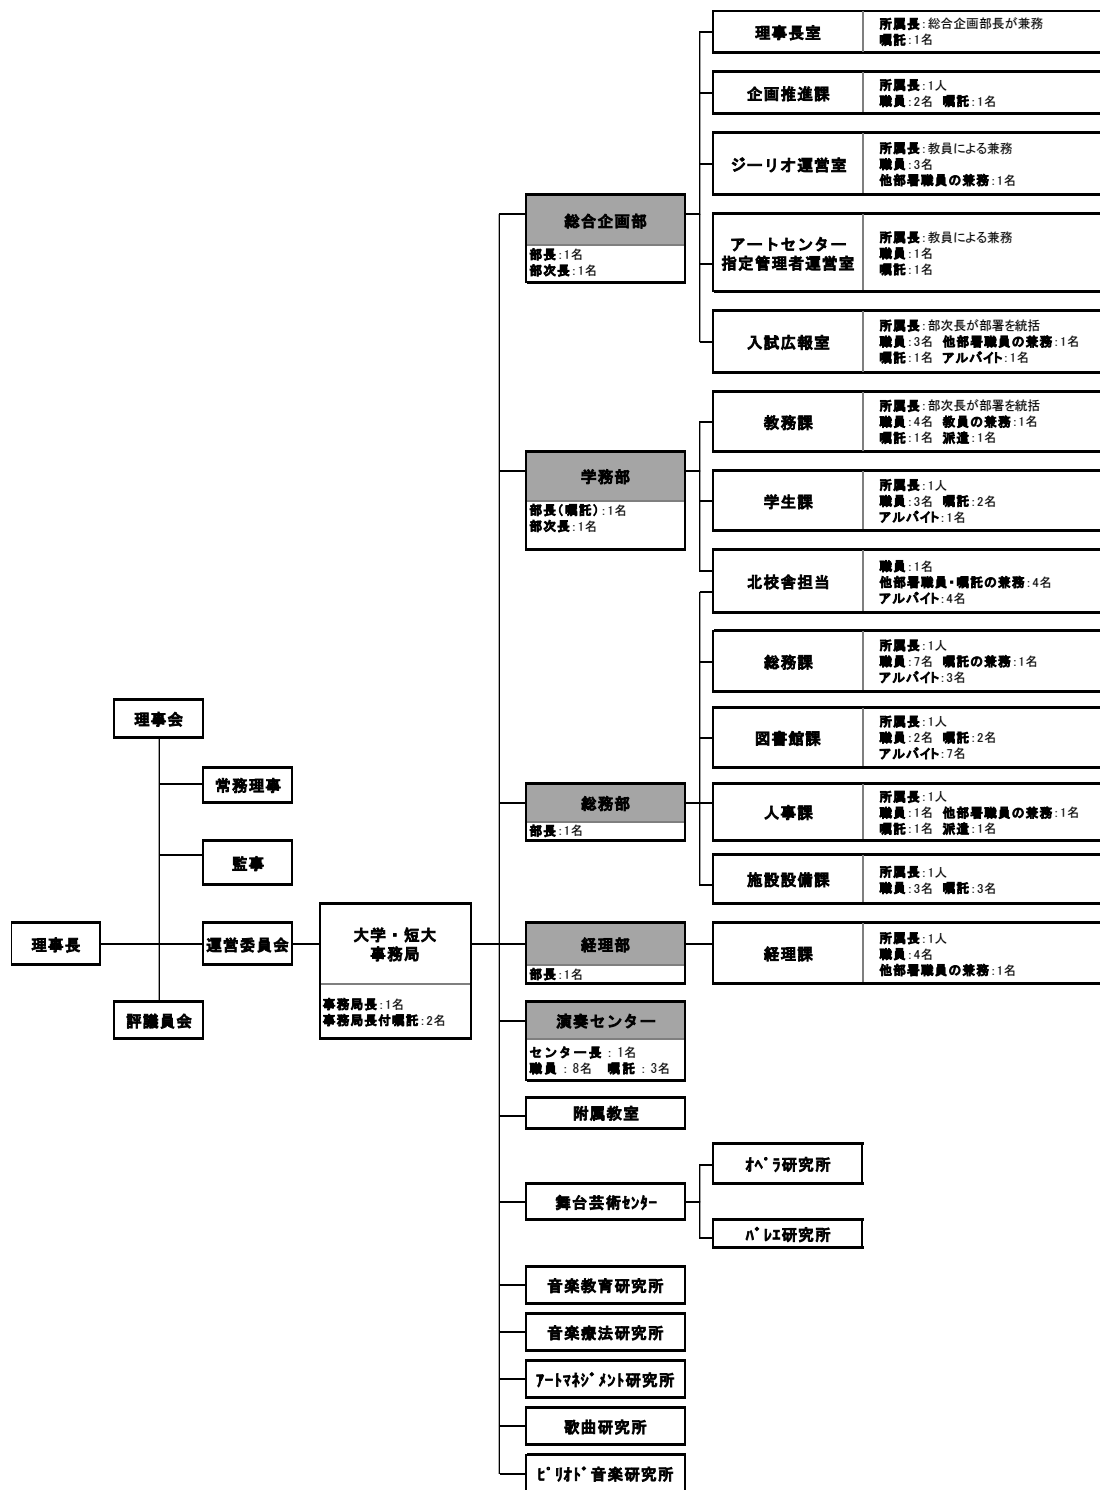 理事長室
所属長：総合企画部長が兼務
嘱託：1名
企画推進課
所属長：1人
職員：2名 嘱託：1名
ジーリオ運営室
所属長：教員による兼務
職員：3名
他部署職員の兼務：1名
総合企画部
部長：1名
部次長：1名
アートセンター
指定管理者運営室
所属長：教員による兼務
職員：1名
嘱託：1名
入試広報室
所属長：部次長が部署を統括
職員：3名 他部署職員の兼務：1名
嘱託：1名 アルバイト：1名
教務課
所属長：部次長が部署を統括
職員：4名 教員の兼務：1名
嘱託：1名 派遣：1名
学務部
部長（嘱託）：1名
部次長：1名
学生課
所属長：1人
職員：3名 嘱託：2名
アルバイト：1名
北校舎担当
職員：1名
他部署職員・嘱託の兼務：4名
アルバイト：4名
総務課
所属長：1人
職員：7名 嘱託の兼務：1名
アルバイト：3名
理事会
図書館課
所属長：1人
職員：2名 嘱託：2名
アルバイト：7名
常務理事
総務部
部長：1名
人事課
所属長：1人
職員：1名 他部署職員の兼務：1名
嘱託：1名 派遣：1名
監事
施設設備課
所属長：1人
職員：3名 嘱託：3名
理事長
運営委員会
大学・短大
事務局
事務局長：1名
事務局長付嘱託：2名
経理部
部長：1名
経理課
所属長：1人
職員：4名
他部署職員の兼務：1名
評議員会
演奏センター
センター長 ： 1名
職員 ： 8名 嘱託 ： 3名
附属教室
舞台芸術ｾﾝﾀｰ
ｵﾍﾟﾗ研究所
ﾊﾞﾚｴ研究所
音楽教育研究所
音楽療法研究所
ｱｰﾄﾏﾈｼﾞﾒﾝﾄ研究所
歌曲研究所
ﾋﾟﾘｵﾄﾞ音楽研究所